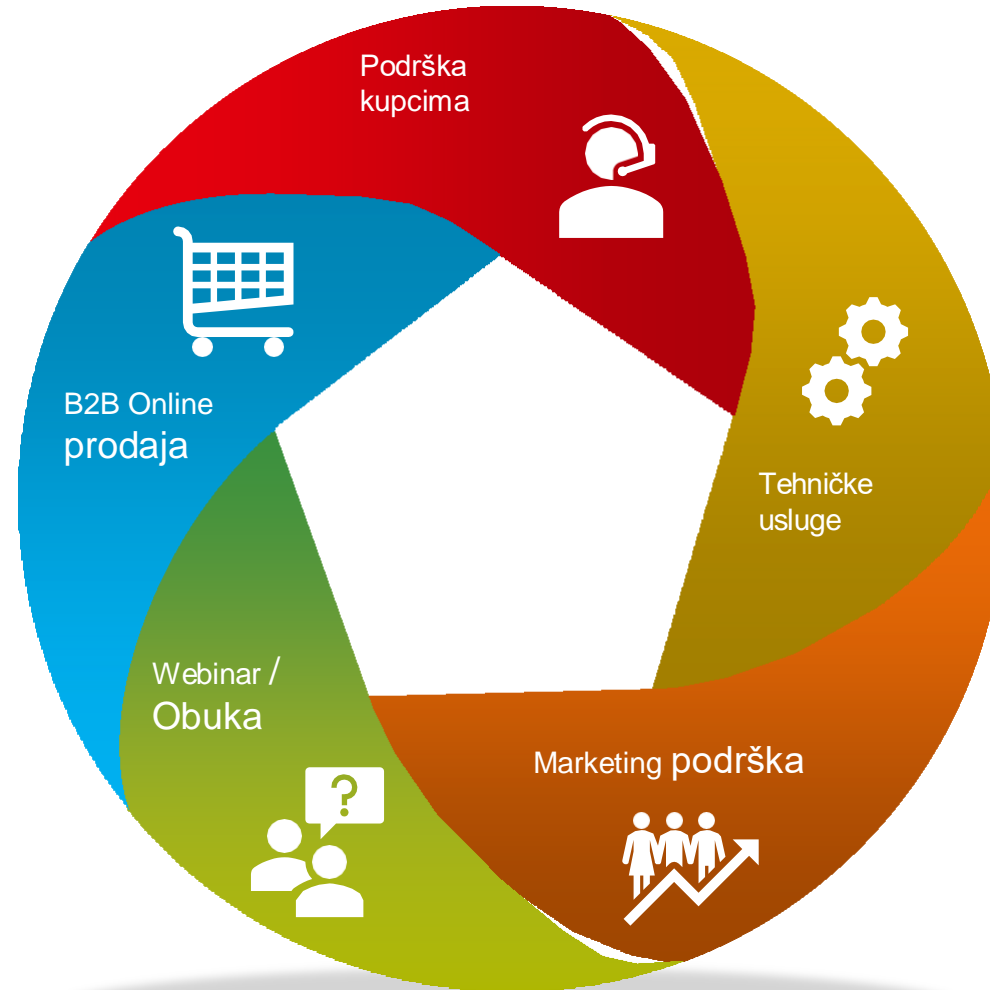 Podrška
kupcima
B2B Online
prodaja
Tehničke
usluge
Webinar /
Obuka
Marketing podrška
?